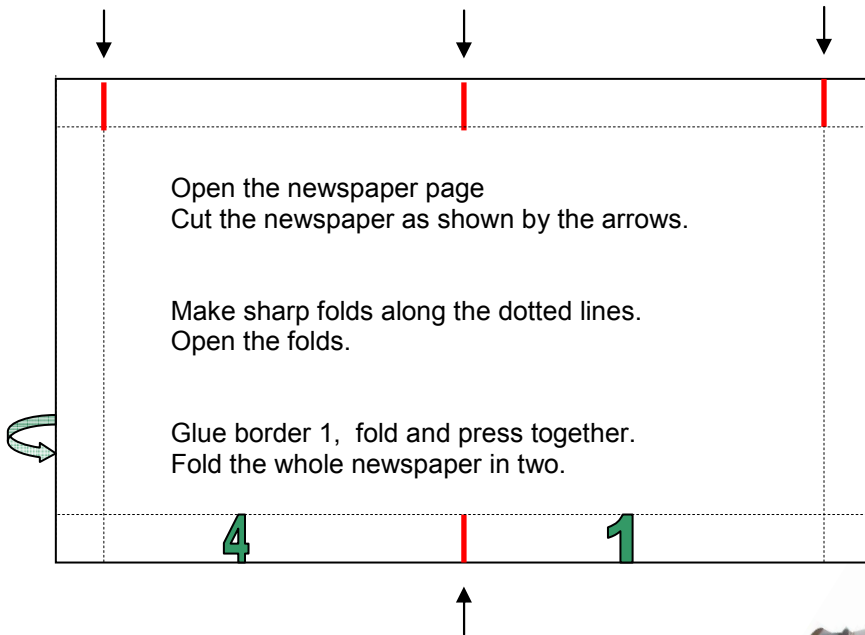 Open the newspaper page
Cut the newspaper as shown by the arrows.
Make sharp folds along the dotted lines.
Open the folds.
Glue border 1,  fold and press together.
Fold the whole newspaper in two.
4 1